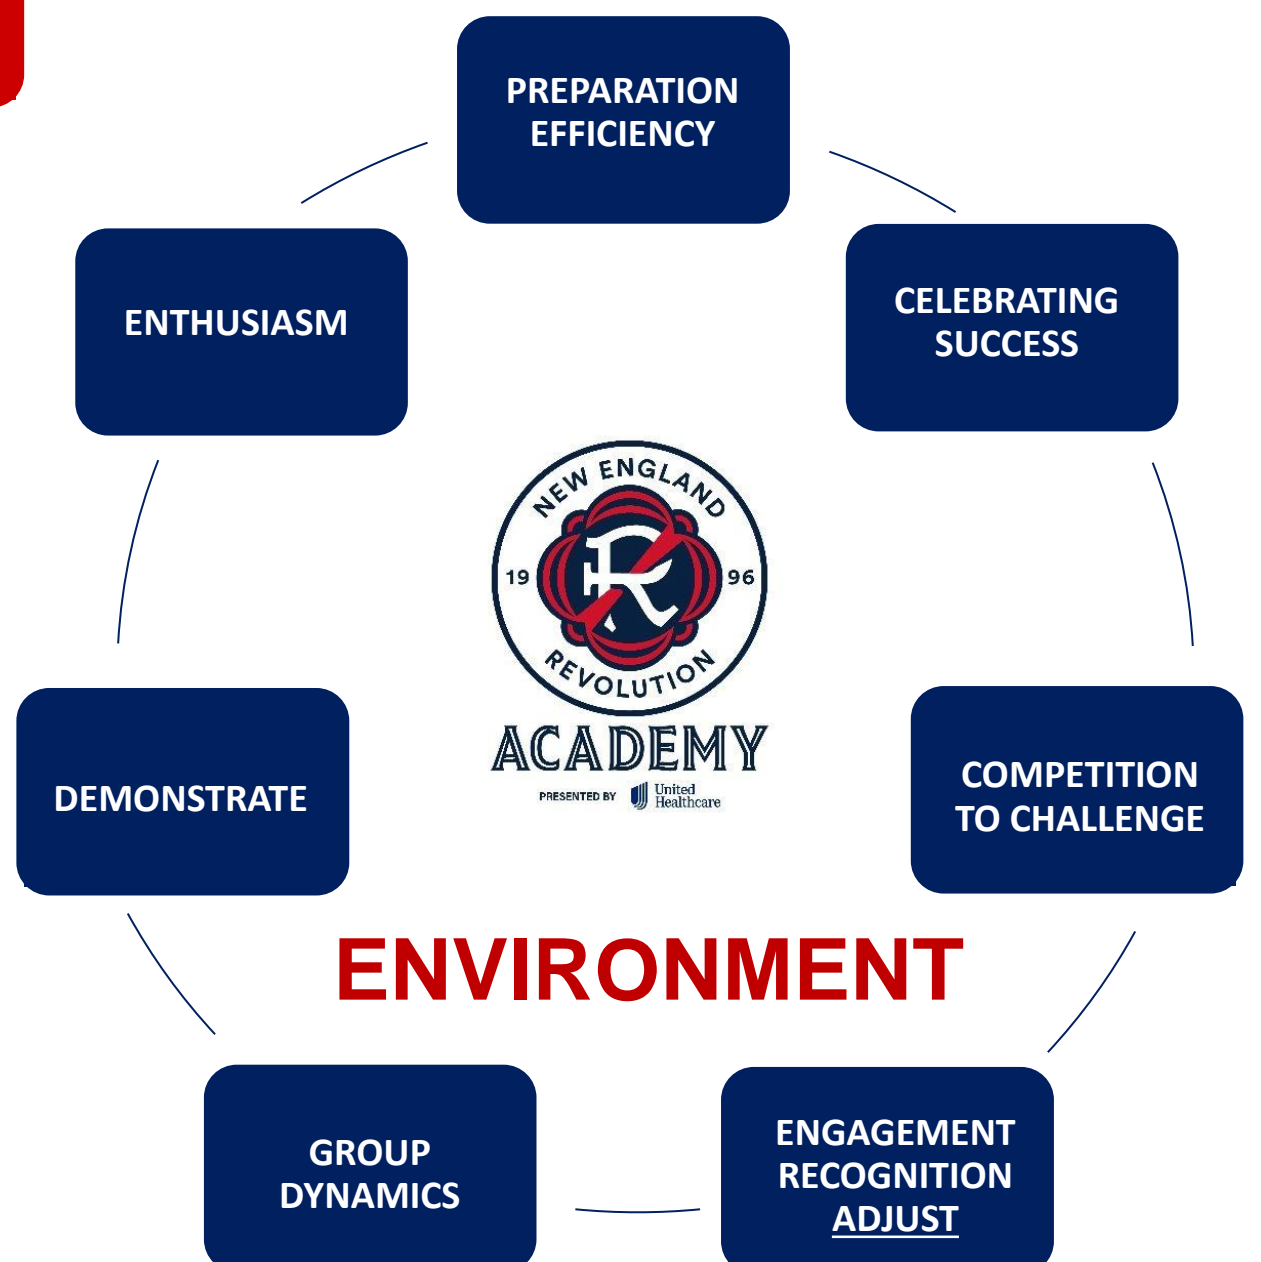 PREPARATION
EFFICIENCY
CELEBRATING
SUCCESS
ENTHUSIASM
NEW ENGLAND
19 96
R
REVOLUTION
ACADEMY
PRESENTED BY United
Healthcare
COMPETITION
TO CHALLENGE
DEMONSTRATE
ENVIRONMENT
ENGAGEMENT
RECOGNITION
ADJUST
GROUP
DYNAMICS